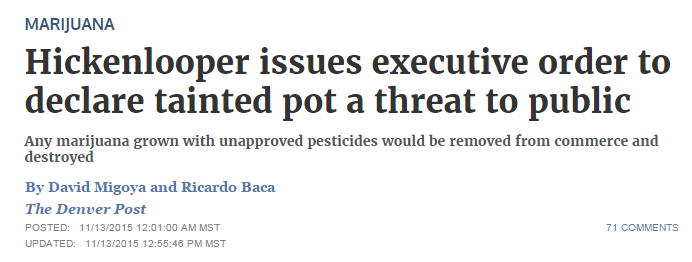 MARIJUANA
Hickenlooper issues executive order to
declare tainted pot a threat to public
Any marijuana grown with unapproved pesticides would be removed from commerce and
destroyed
By David Migoya and Ricardo Baca
The Denver Post
POSTED: 11/13/2015 12:01:00 AM MST
71 COMMENTS
UPDATED: 11/13/2015 12:55:46 PM MST